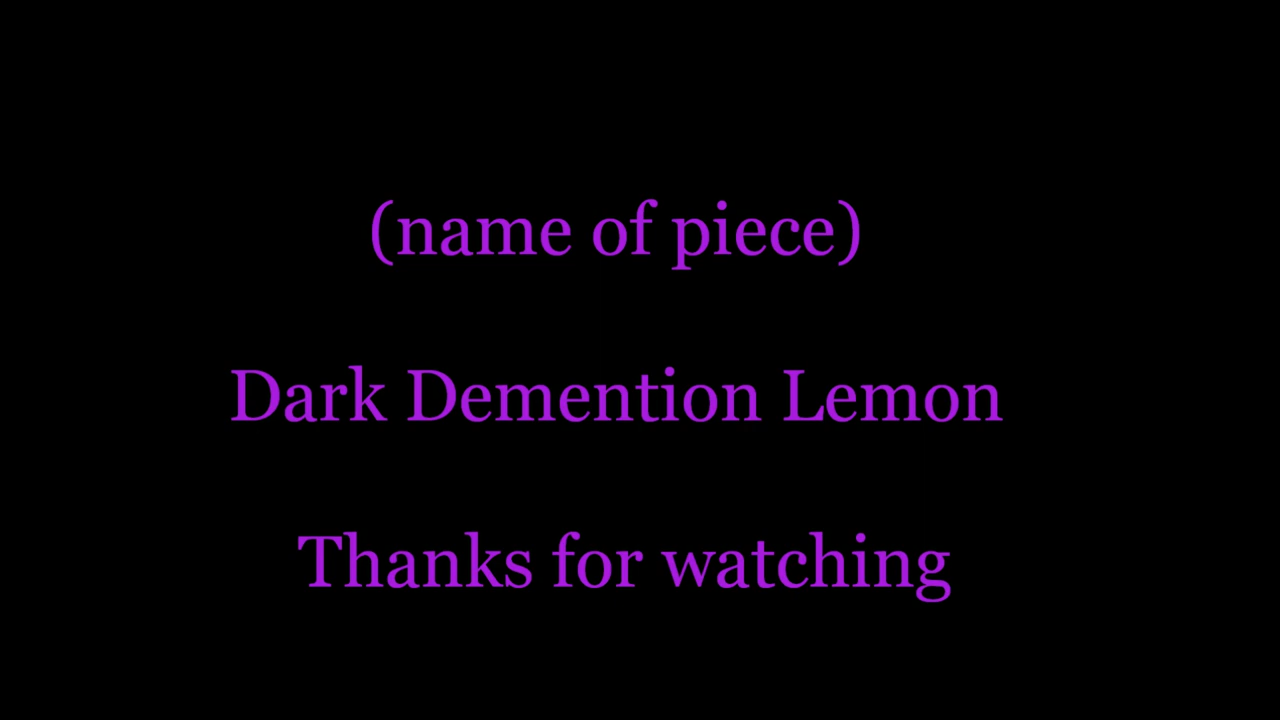 (name of piece)
Dark Demention Lemon
Thanks for watching